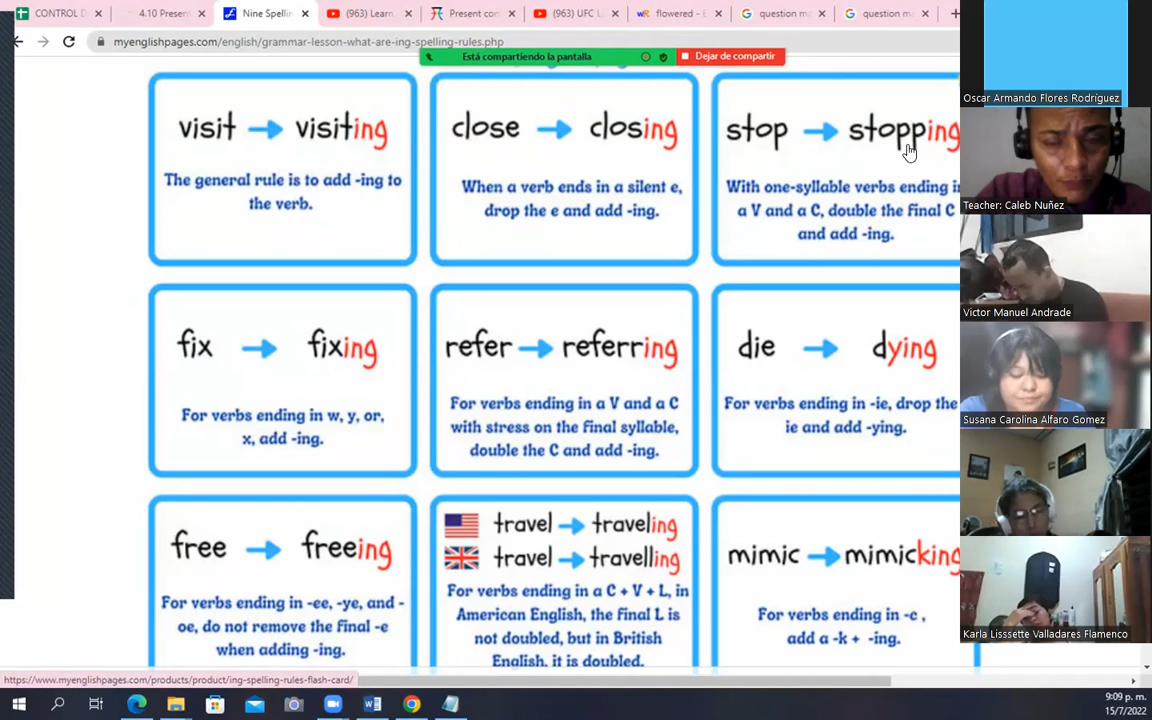 CONTROL D
4.10 Presen
Nine Spellin
(963) Learn
Present con
(963) UFC L
flowered - E
question ma
question ma
myenglishpages.com/english/grammar-lesson-what-are-ing-spelling-rules.php
Está compartiendo la pantalla
Dejar de compartir
visit visiting
The general rule is to add -ing to
the verb.
close closing
When a verb ends in a silent e,
drop the e and add -ing.
stop stopping
With one-syllable verbs ending in
a V and a C, double the final C
and add -ing.
fix fixing
For verbs ending in w, y, or,
x, add -ing.
refer referring
For verbs ending in a V and a C
with stress on the final syllable,
double the C and add -ing.
die dying
For verbs ending in -ie, drop the
ie and add -ying.
free freeing
For verbs ending in -ee, -ye, and -
oe, do not remove the final -e
when adding -ing.
travel traveling
travel travelling
For verbs ending in a C + V + L, in
American English, the final L is
not doubled, but in British
English, it is doubled.
mimic mimicking
For verbs ending in -c ,
add a -k + -ing.
Oscar Armando Flores Rodríguez
Teacher: Caleb Nuñez
Victor Manuel Andrade
Susana Carolina Alfaro Gomez
Karla Lisssette Valladares Flamenco
https://www.myenglishpages.com/products/product/ing-spelling-rules-flash-card/
9:09 p. m.
15/7/2022